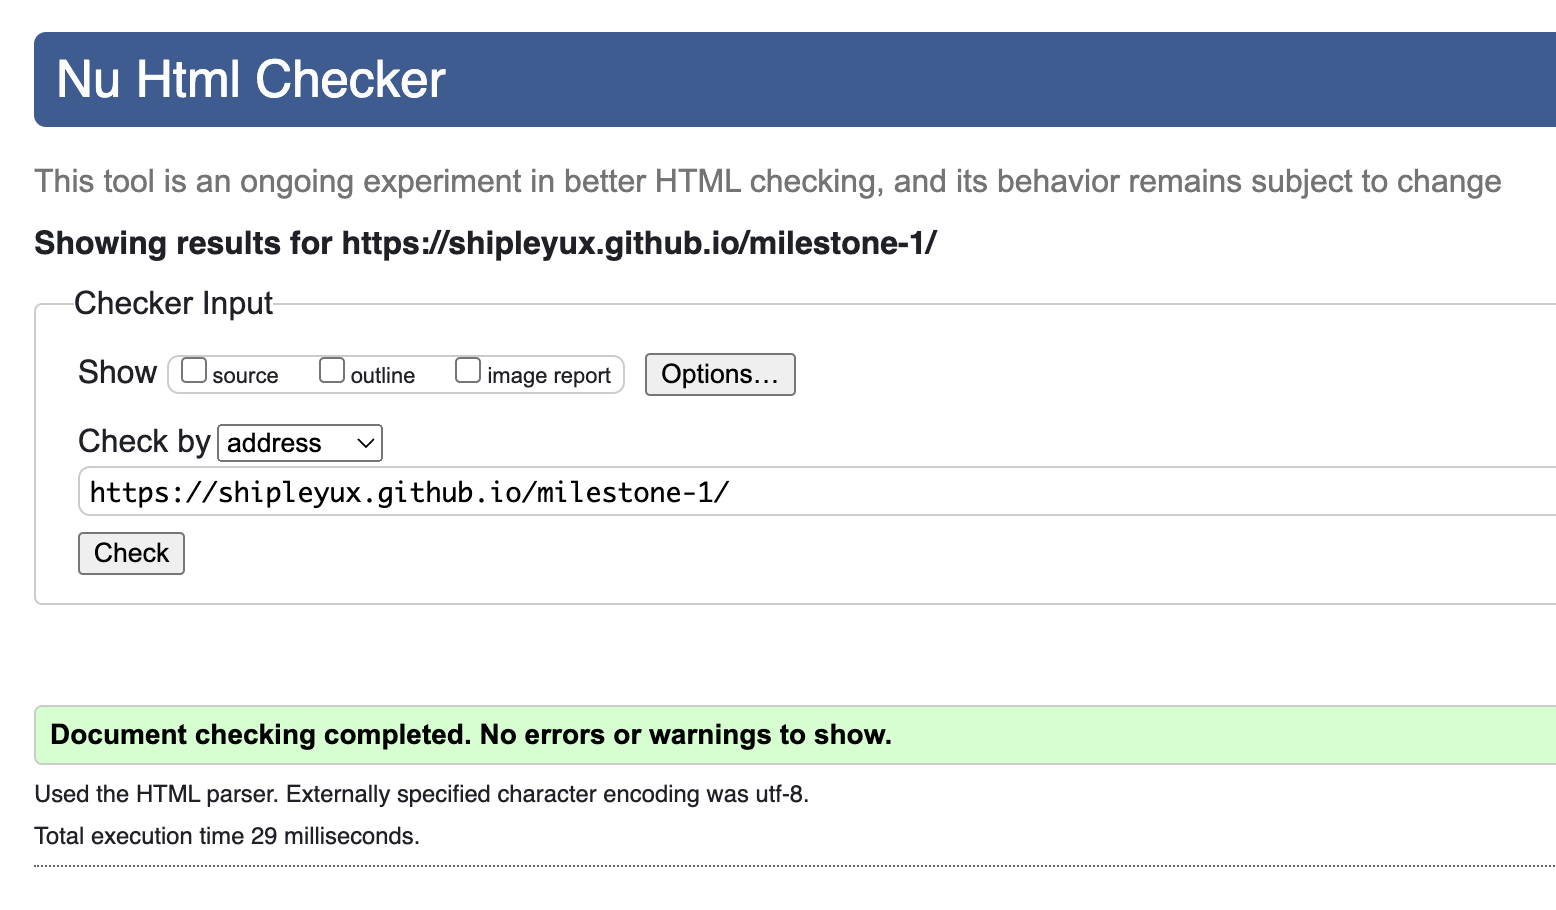 Nu Html Checker
This tool is an ongoing experiment in better HTML checking, and its behavior remains subject to change
Showing results for https://shipleyux.github.io/milestone-1/
Checker Input
Show source outline image report Options…
Check by address
https://shipleyux.github.io/milestone-1/
Check
Document checking completed. No errors or warnings to show.
Used the HTML parser. Externally specified character encoding was utf-8.
Total execution time 29 milliseconds.